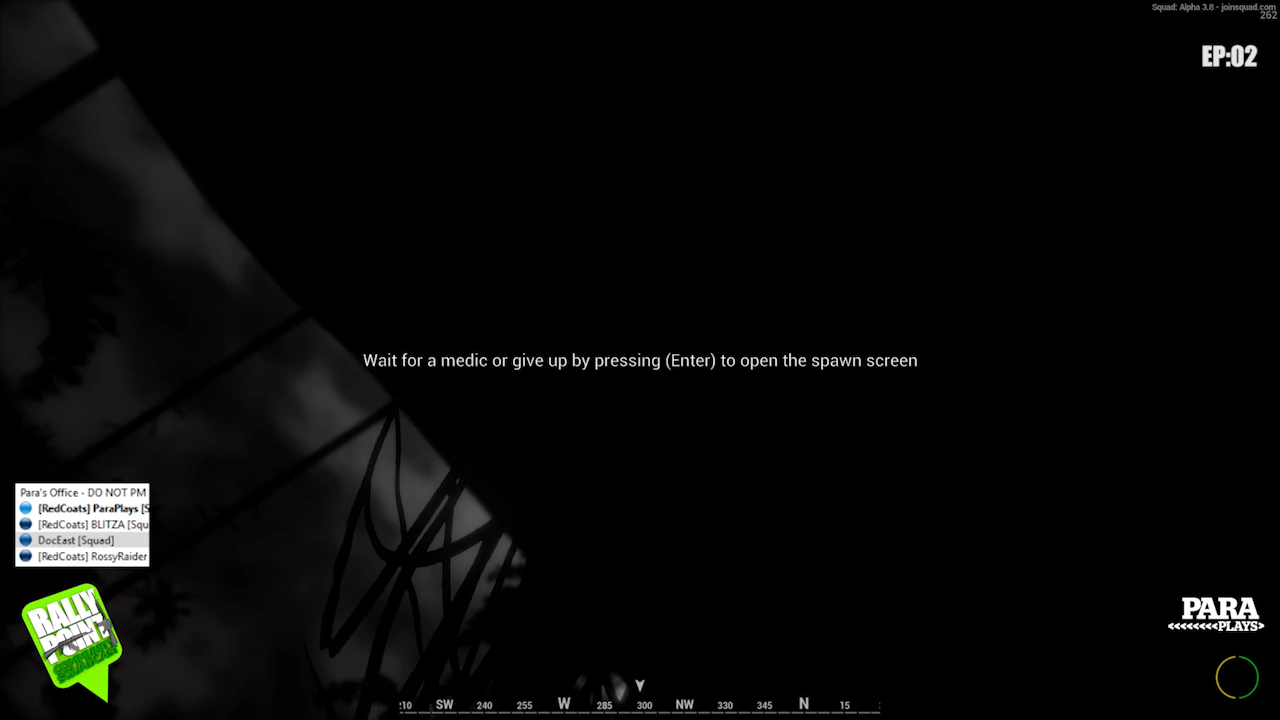 Squad: Alpha 3.8 - joinsquad.com
262
EP:02
Wait for a medic or give up by pressing (Enter) to open the spawn screen
Para's Office - DO NOT PM
[RedCoats] ParaPlays [S
[RedCoats] BLITZA [Squ
DocEast [Squad]
[RedCoats] RossyRaider
RALLY
POINT
COMMUNITY
PARA
<<<<<<<<PLAYS>
210 SW 240 255 W 285 300 NW 330 345 N 15